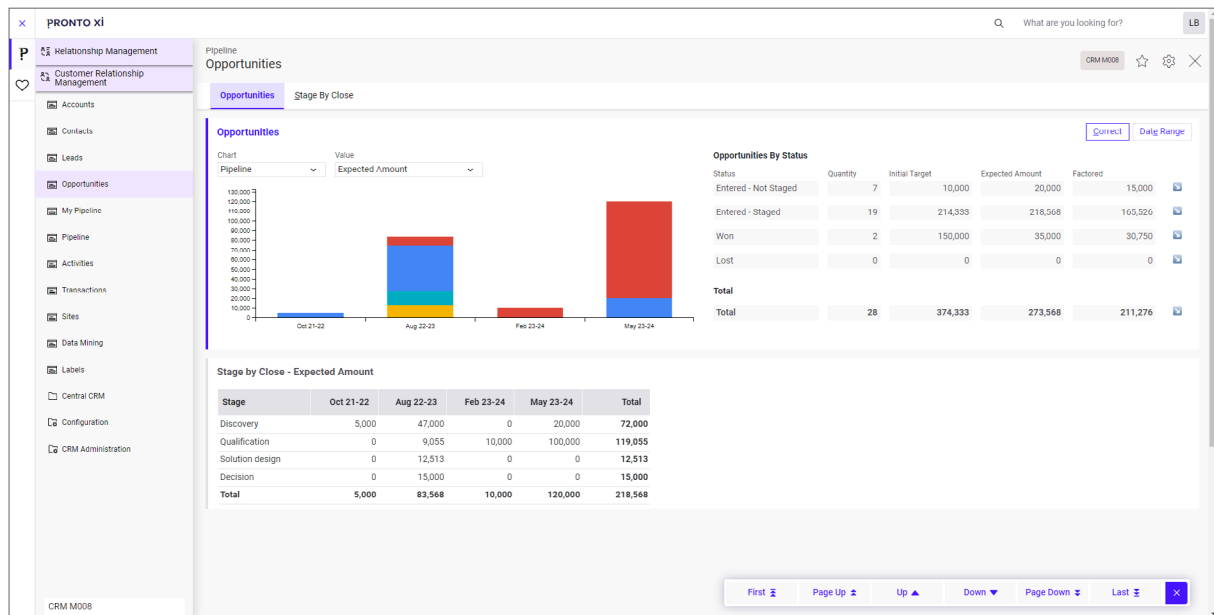 PRONTO XI
What are you looking for?
LB
Relationship Management
Customer Relationship
Management
Accounts
Contacts
Leads
Opportunities
My Pipeline
Pipeline
Activities
Transactions
Sites
Data Mining
Labels
Central CRM
Configuration
CRM Administration
CRM M008
Pipeline
Opportunities
CRM M008
Opportunities Stage By Close
Opportunities
Correct Date Range
Chart Value
Pipeline Expected Amount
130,000
120,000
110,000
100,000
90,000
80,000
70,000
60,000
50,000
40,000
30,000
20,000
10,000
0
Oct 21-22 Aug 22-23 Feb 23-24 May 23-24
Opportunities By Status
Status Quantity Initial Target Expected Amount Factored
Entered - Not Staged 7 10,000 20,000 15,000
Entered - Staged 19 214,333 218,568 165,526
Won 2 150,000 35,000 30,750
Lost 0 0 0 0
Total
Total 28 374,333 273,568 211,276
Stage by Close - Expected Amount
Stage Oct 21-22 Aug 22-23 Feb 23-24 May 23-24 Total
Discovery 5,000 47,000 0 20,000 72,000
Qualification 0 9,055 10,000 100,000 119,055
Solution design 0 12,513 0 0 12,513
Decision 0 15,000 0 0 15,000
Total 5,000 83,568 10,000 120,000 218,568
First Page Up Up Down Page Down Last